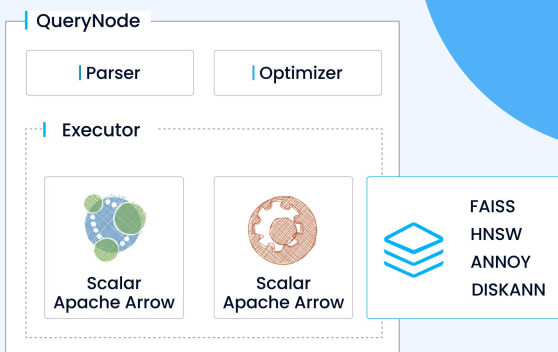 QueryNode
Parser
Optimizer
Executor
Scalar
Apache Arrow
Scalar
Apache Arrow
FAISS
HNSW
ANNOY
DISKANN